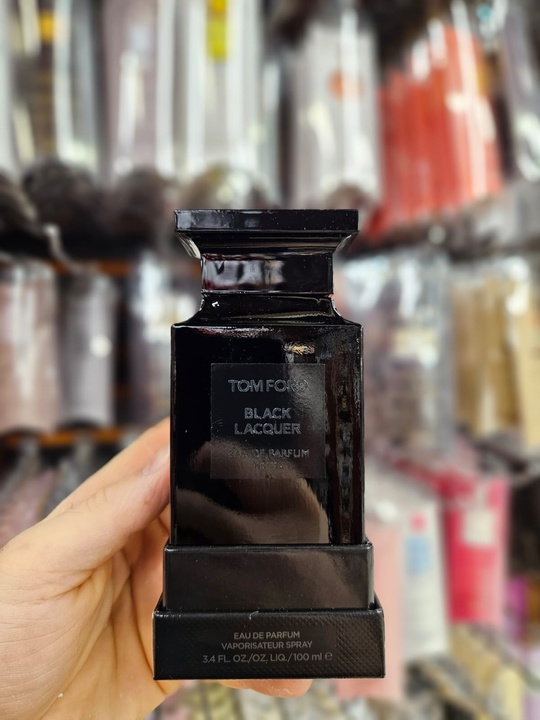 TOM FORD
BLACK
LACQUER
EAU DE PARFUM
EAU DE PARFUM
VAPORISATEUR SPRAY
3.4 FL. OZ/OZ. LIQ./100 ml ℮